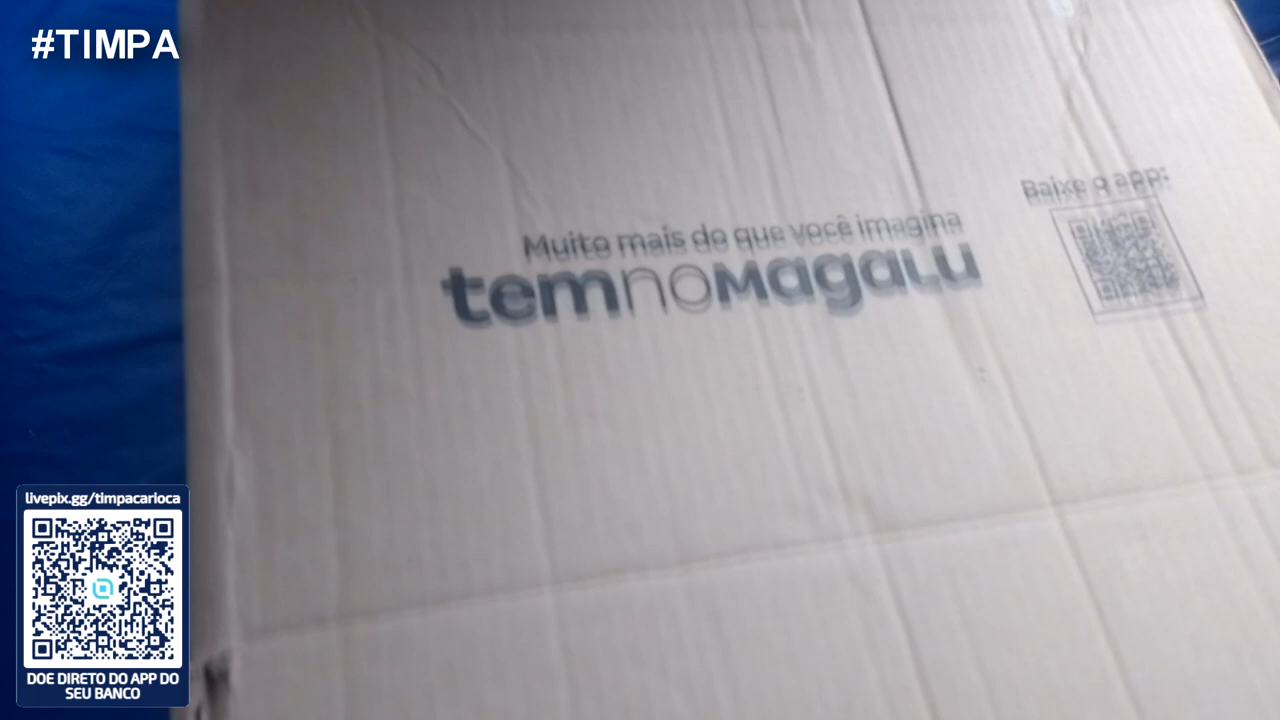 #TIMPA
Baixe o app:
Muito mais do que você imagina
temnomagalu
livepix.gg/timpacarioca
DOE DIRETO DO APP DO
SEU BANCO